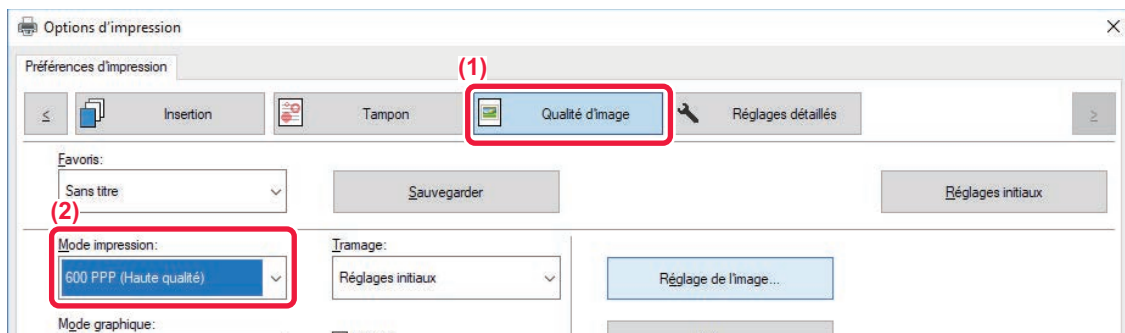 Options d'impression
Préférences d'impression
(1)
< Insertion Tampon Qualité d'image Réglages détaillés >
Favoris:
Sans titre Sauvegarder Réglages initiaux
(2)
Mode impression: Tramage:
600 PPP (Haute qualité) Réglages initiaux Réglage de l'image...
Mode graphique: